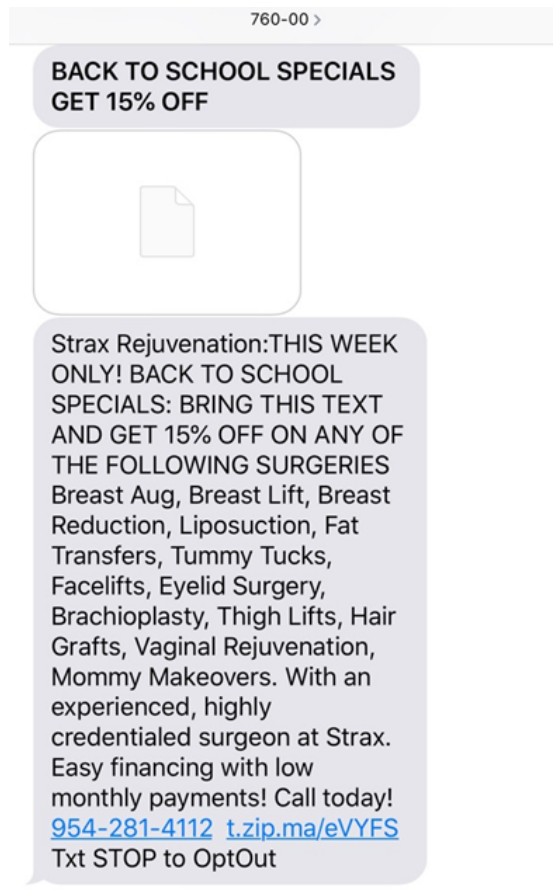 760-00 >
BACK TO SCHOOL SPECIALS
GET 15% OFF
Strax Rejuvenation:THIS WEEK
ONLY! BACK TO SCHOOL
SPECIALS: BRING THIS TEXT
AND GET 15% OFF ON ANY OF
THE FOLLOWING SURGERIES
Breast Aug, Breast Lift, Breast
Reduction, Liposuction, Fat
Transfers, Tummy Tucks,
Facelifts, Eyelid Surgery,
Brachioplasty, Thigh Lifts, Hair
Grafts, Vaginal Rejuvenation,
Mommy Makeovers. With an
experienced, highly
credentialed surgeon at Strax.
Easy financing with low
monthly payments! Call today!
954-281-4112  t.zip.ma/eVYFS
Txt STOP to OptOut